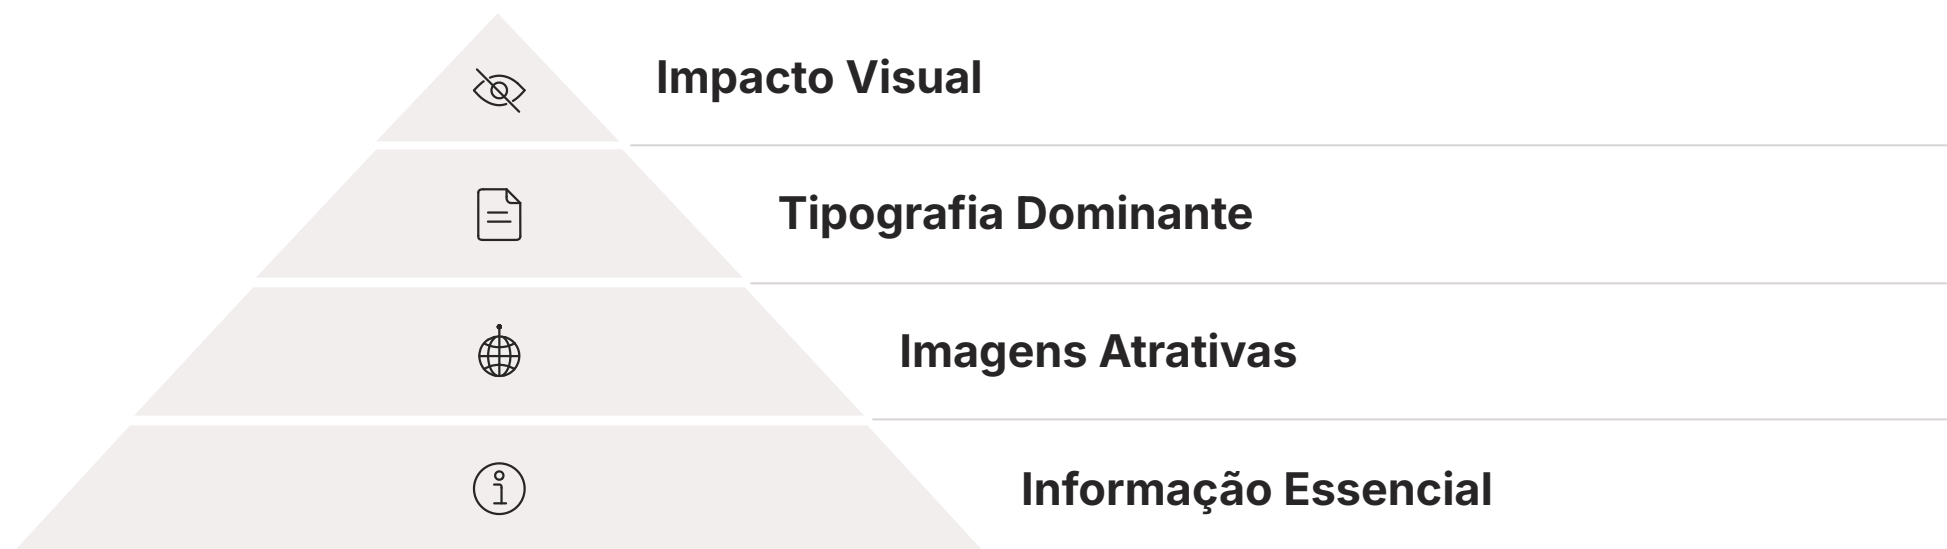 Impacto Visual
Tipografia Dominante
Imagens Atrativas
Informação Essencial